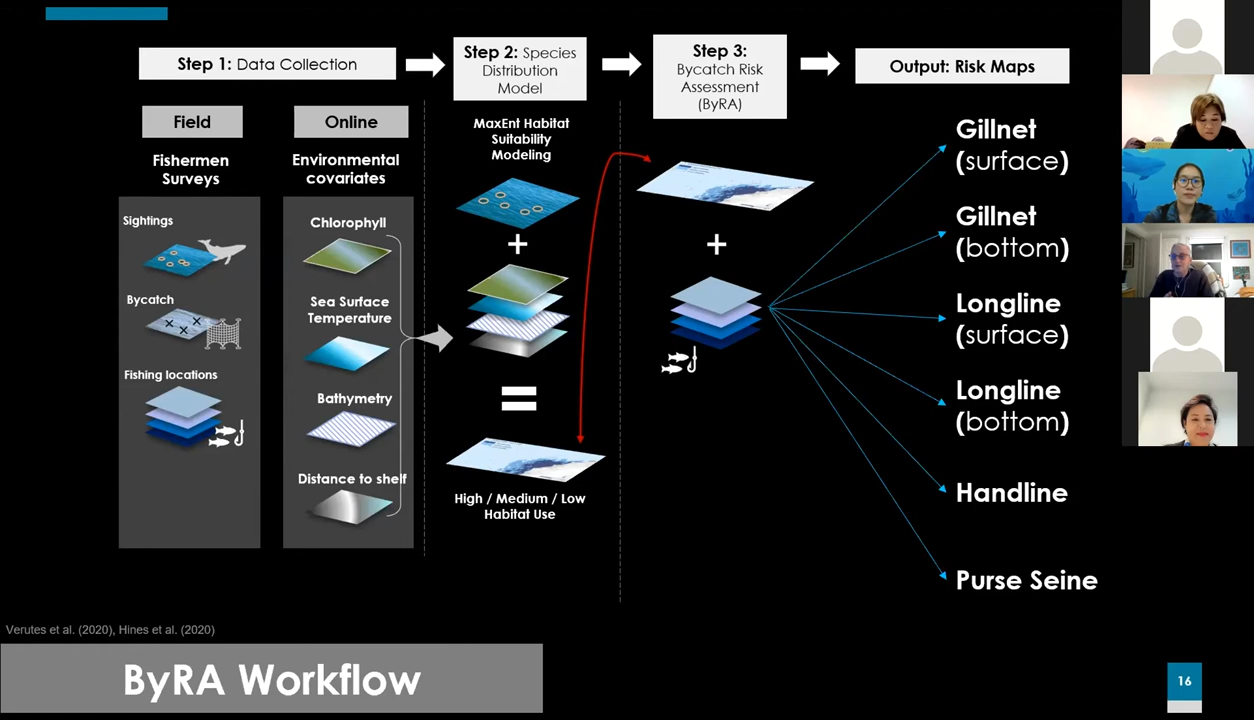 Step 1: Data Collection
Step 2: Species
Distribution
Model
Step 3:
Bycatch Risk
Assessment
(ByRA)
Output: Risk Maps
Field
Online
Fishermen
Surveys
Environmental
covariates
Sightings
Bycatch
Fishing locations
Chlorophyll
Sea Surface
Temperature
Bathymetry
Distance to shelf
MaxEnt Habitat
Suitability
Modeling
+
=
High / Medium / Low
Habitat Use
+
Gillnet
(surface)
Gillnet
(bottom)
Longline
(surface)
Longline
(bottom)
Handline
Purse Seine
Verutes et al. (2020), Hines et al. (2020)
ByRA Workflow
16